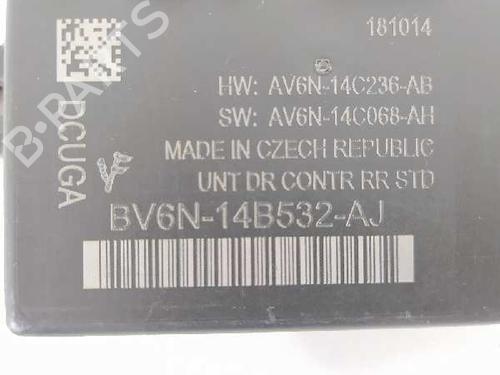 181014
HW: AV6N-14C236-AB
SW: AV6N-14C068-AH
MADE IN CZECH REPUBLIC
UNT DR CONTR RR STD
DCUGA
BV6N-14B532-AJ
B-PARTS